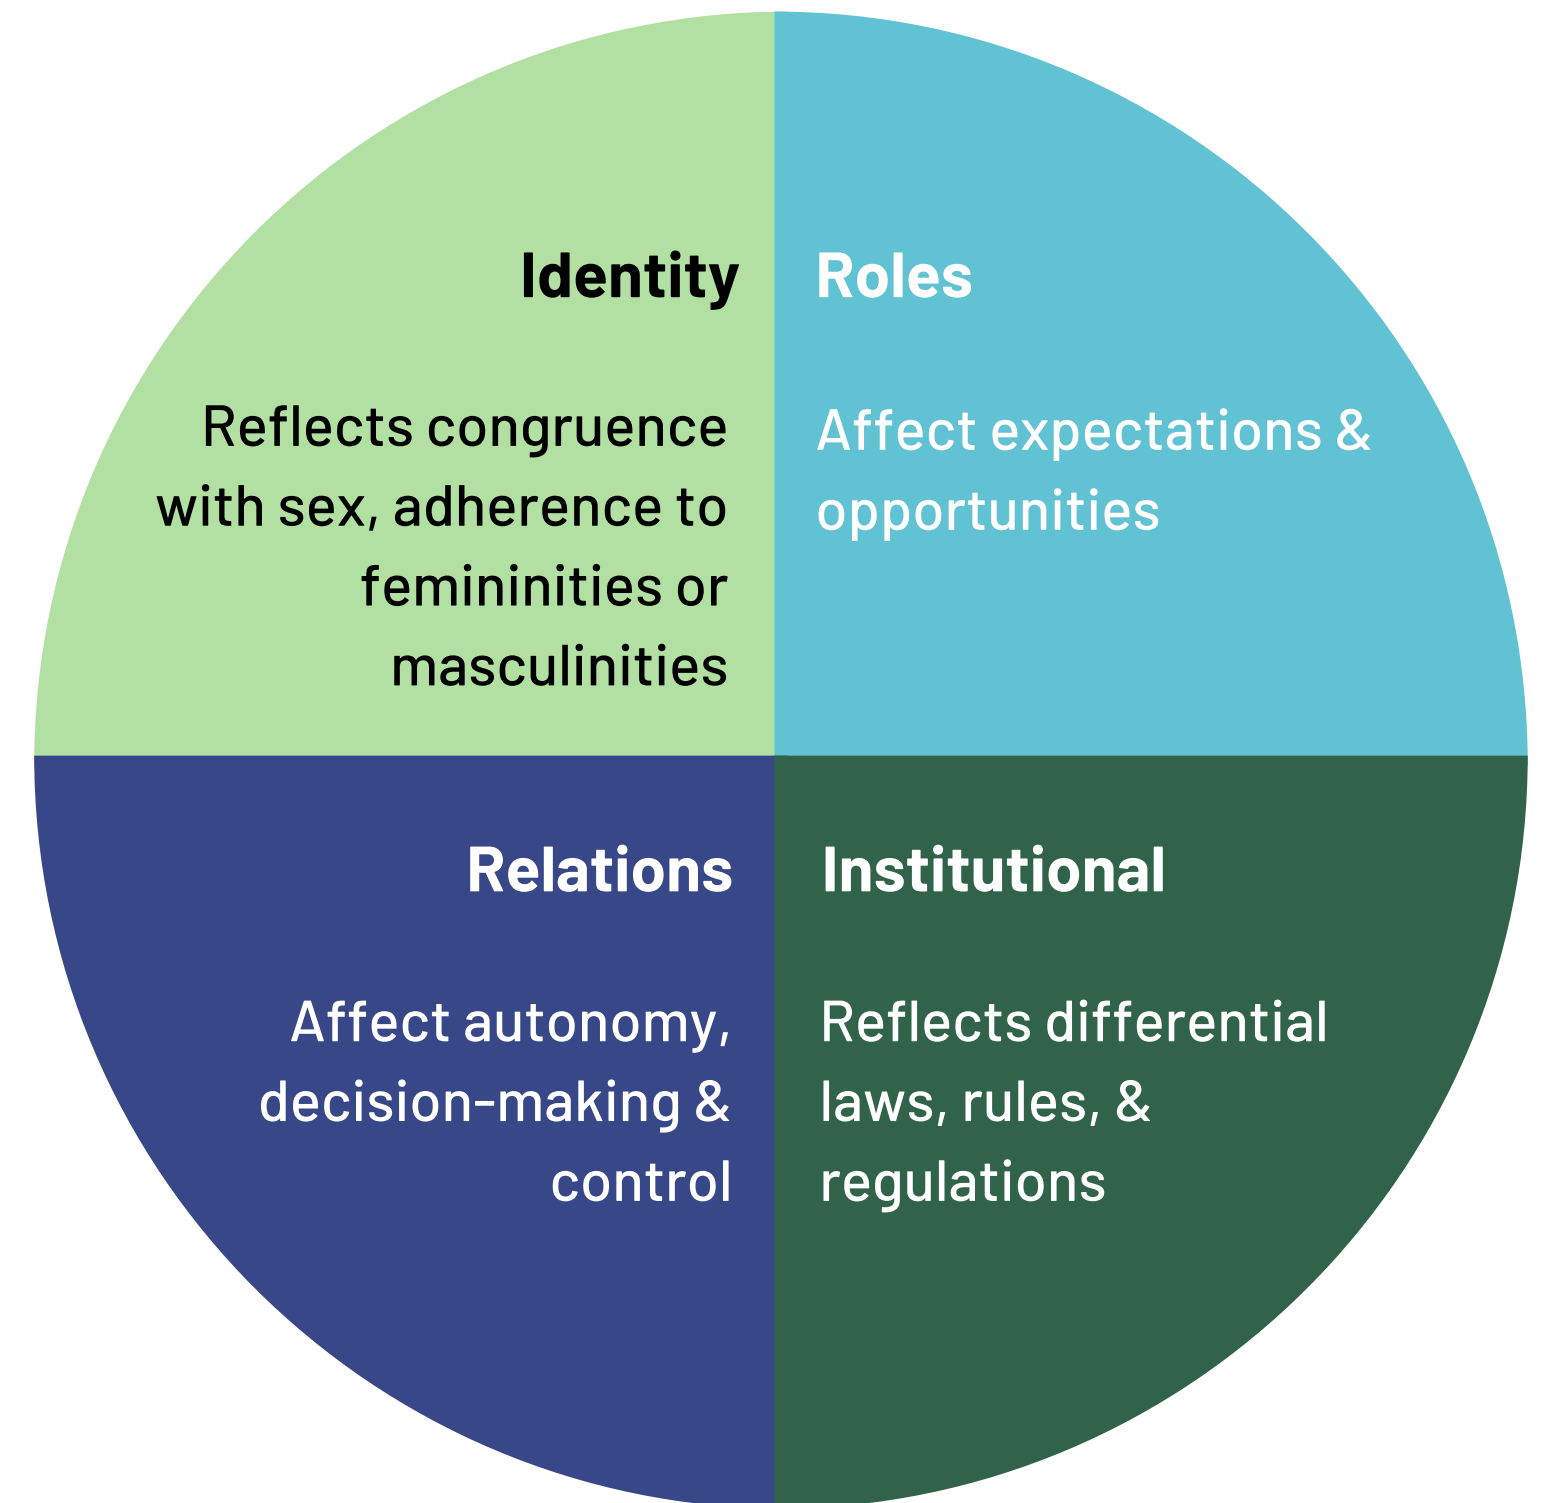 Identity
Reflects congruence
with sex, adherence to
femininities or
masculinities
Roles
Affect expectations &
opportunities
Relations
Affect autonomy,
decision-making &
control
Institutional
Reflects differential
laws, rules, &
regulations